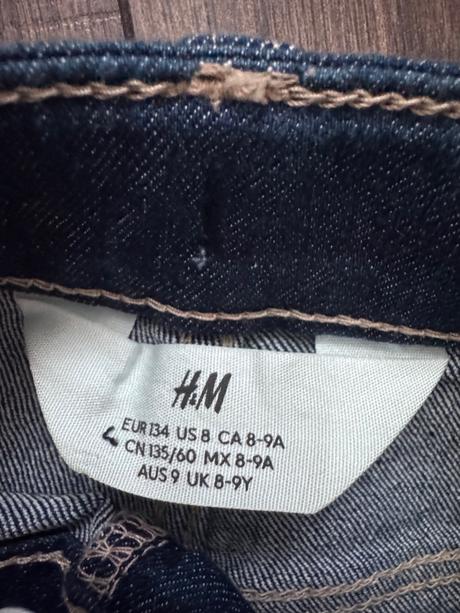 H&M
EUR 134 US 8 CA 8-9A
CN 135/60 MX 8-9A
AUS 9 UK 8-9Y